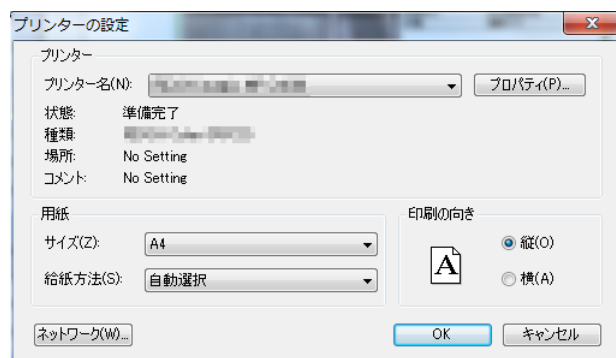 プリンターの設定
プリンター
プリンター名(N):
プロパティ(P)...
状態: 準備完了
種類:
場所: No Setting
コメント: No Setting
用紙
サイズ(Z): A4
給紙方法(S): 自動選択
印刷の向き
A
縦(O)
横(A)
ネットワーク(W)...
OK
キャンセル